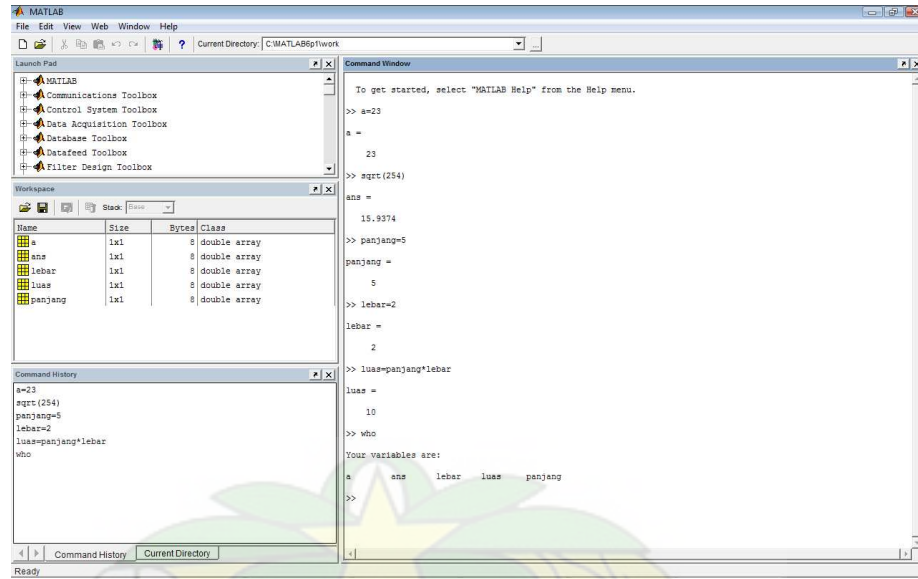 MATLAB
File Edit View Web Window Help
Current Directory: C:\MATLAB6p1\work
Launch Pad
MATLAB
Communications Toolbox
Control System Toolbox
Data Acquisition Toolbox
Database Toolbox
Datafeed Toolbox
Filter Design Toolbox
Workspace
Stack: Base
Name Size Bytes Class
a 1x1 8 double array
ans 1x1 8 double array
lebar 1x1 8 double array
luas 1x1 8 double array
panjang 1x1 8 double array
Command History
a=23
sqrt(254)
panjang=5
lebar=2
luas=panjang*lebar
who
Command History Current Directory
Ready
Command Window
To get started, select "MATLAB Help" from the Help menu.
>> a=23
a =
23
>> sqrt(254)
ans =
15.9374
>> panjang=5
panjang =
5
>> lebar=2
lebar =
2
>> luas=panjang*lebar
luas =
10
>> who
Your variables are:
a ans lebar luas panjang
>>